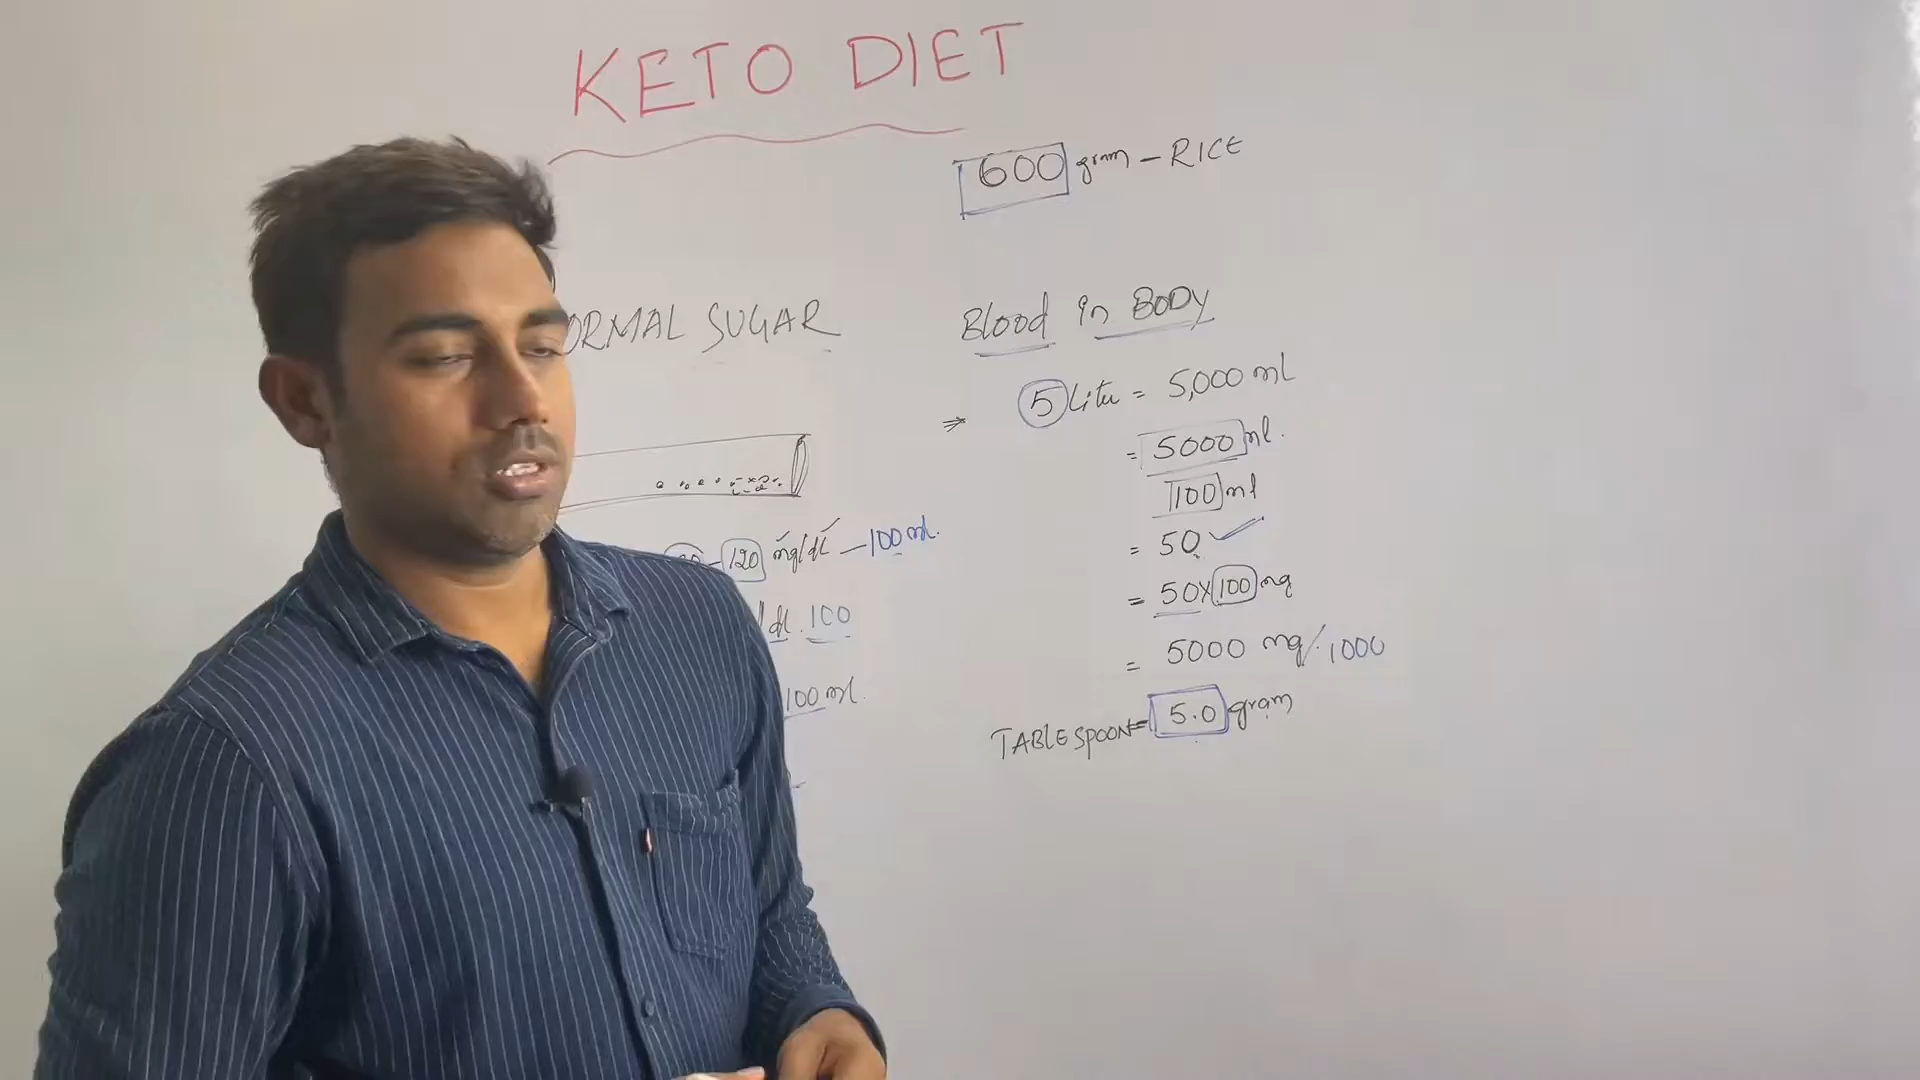 KETO DIET
600 gram - RICE
ORMAL SUGAR
Blood in BODY
⇒ 5 Litre = 5,000 ml
= 5000 ml.
100 ml
- 120 mg/dl - 100 ml.
= 50 ✓
= 50x100 mg
dl. 100
= 5000 mg/. 1000
100 ml.
TABLE SPOON = 5.0 gram